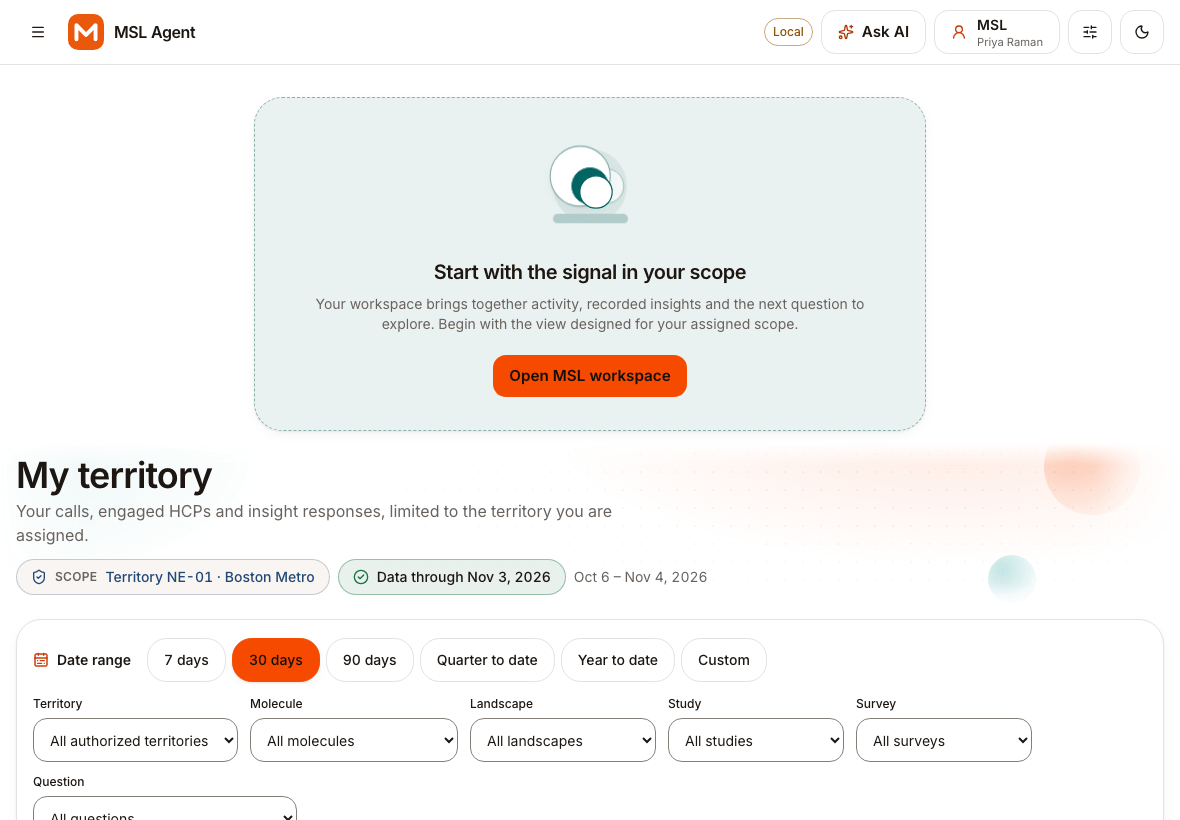 MSL Agent
Local
Ask AI
MSL
Priya Raman
Start with the signal in your scope
Your workspace brings together activity, recorded insights and the next question to
explore. Begin with the view designed for your assigned scope.
Open MSL workspace
My territory
Your calls, engaged HCPs and insight responses, limited to the territory you are
assigned.
SCOPE Territory NE-01 · Boston Metro
Data through Nov 3, 2026
Oct 6 – Nov 4, 2026
Date range
7 days
30 days
90 days
Quarter to date
Year to date
Custom
Territory
Molecule
Landscape
Study
Survey
All authorized territories
All molecules
All landscapes
All studies
All surveys
Question
All questions